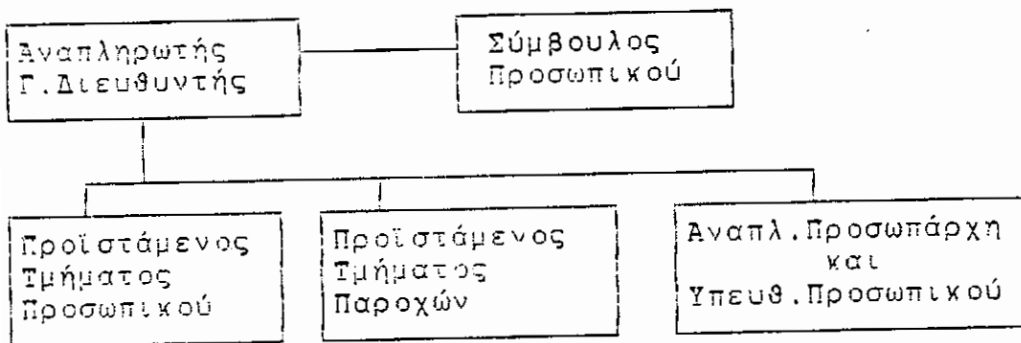 Αναπληρωτής
Γ.Διευθυντής
Σύμβουλος
Προσωπικού
Προϊστάμενος
Τμήματος
Προσωπικού
Προϊστάμενος
Τμήματος
Παροχών
Αναπλ.Προσωπάρχη
και
Υπευθ.Προσωπικού